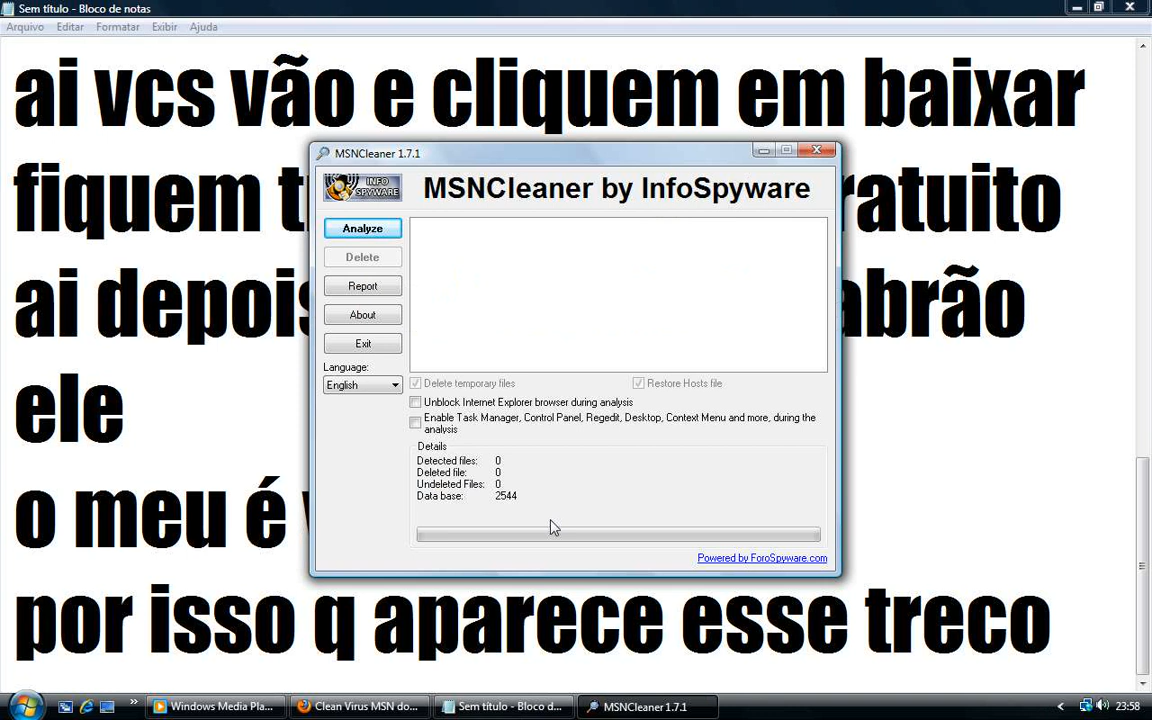 Sem título - Bloco de notas
Arquivo Editar Formatar Exibir Ajuda
ai vcs vão e cliquem em baixar
fiquem ratuito
ai depois abrão
ele
o meu é
por isso q aparece esse treco
MSNCleaner 1.7.1
INFO SPYWARE
MSNCleaner by InfoSpyware
Analyze
Delete
Report
About
Exit
Language:
English
Delete temporary files Restore Hosts file
Unblock Internet Explorer browser during analysis
Enable Task Manager, Control Panel, Regedit, Desktop, Context Menu and more, during the
analysis
Details
Detected files: 0
Deleted file: 0
Undeleted Files: 0
Data base: 2544
Powered by ForoSpyware.com
Windows Media Pla... Clean Virus MSN do... Sem título - Bloco d... MSNCleaner 1.7.1 23:58